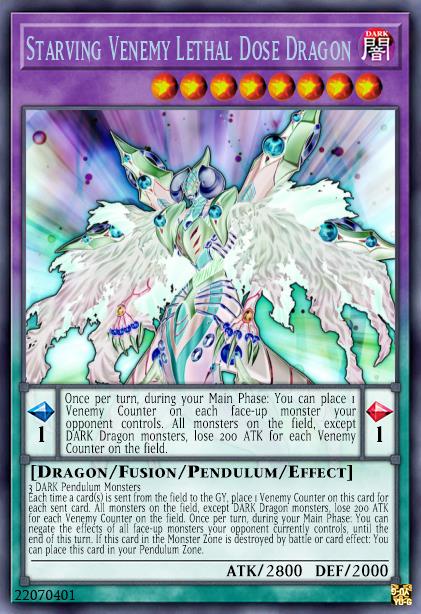 STARVING VENEMY LETHAL DOSE DRAGON
DARK
闇
Once per turn, during your Main Phase: You can place 1
Venemy Counter on each face-up monster your
opponent controls. All monsters on the field, except
DARK Dragon monsters, lose 200 ATK for each Venemy
Counter on the field.
1
1
[DRAGON/FUSION/PENDULUM/EFFECT]
3 DARK Pendulum Monsters
Each time a card(s) is sent from the field to the GY, place 1 Venemy Counter on this card for
each sent card. All monsters on the field, except DARK Dragon monsters, lose 200 ATK
for each Venemy Counter on the field. Once per turn, during your Main Phase: You can
negate the effects of all face-up monsters your opponent currently controls, until the
end of this turn. If this card in the Monster Zone is destroyed by battle or card effect: You
can place this card in your Pendulum Zone.
ATK/2800 DEF/2000
22070401